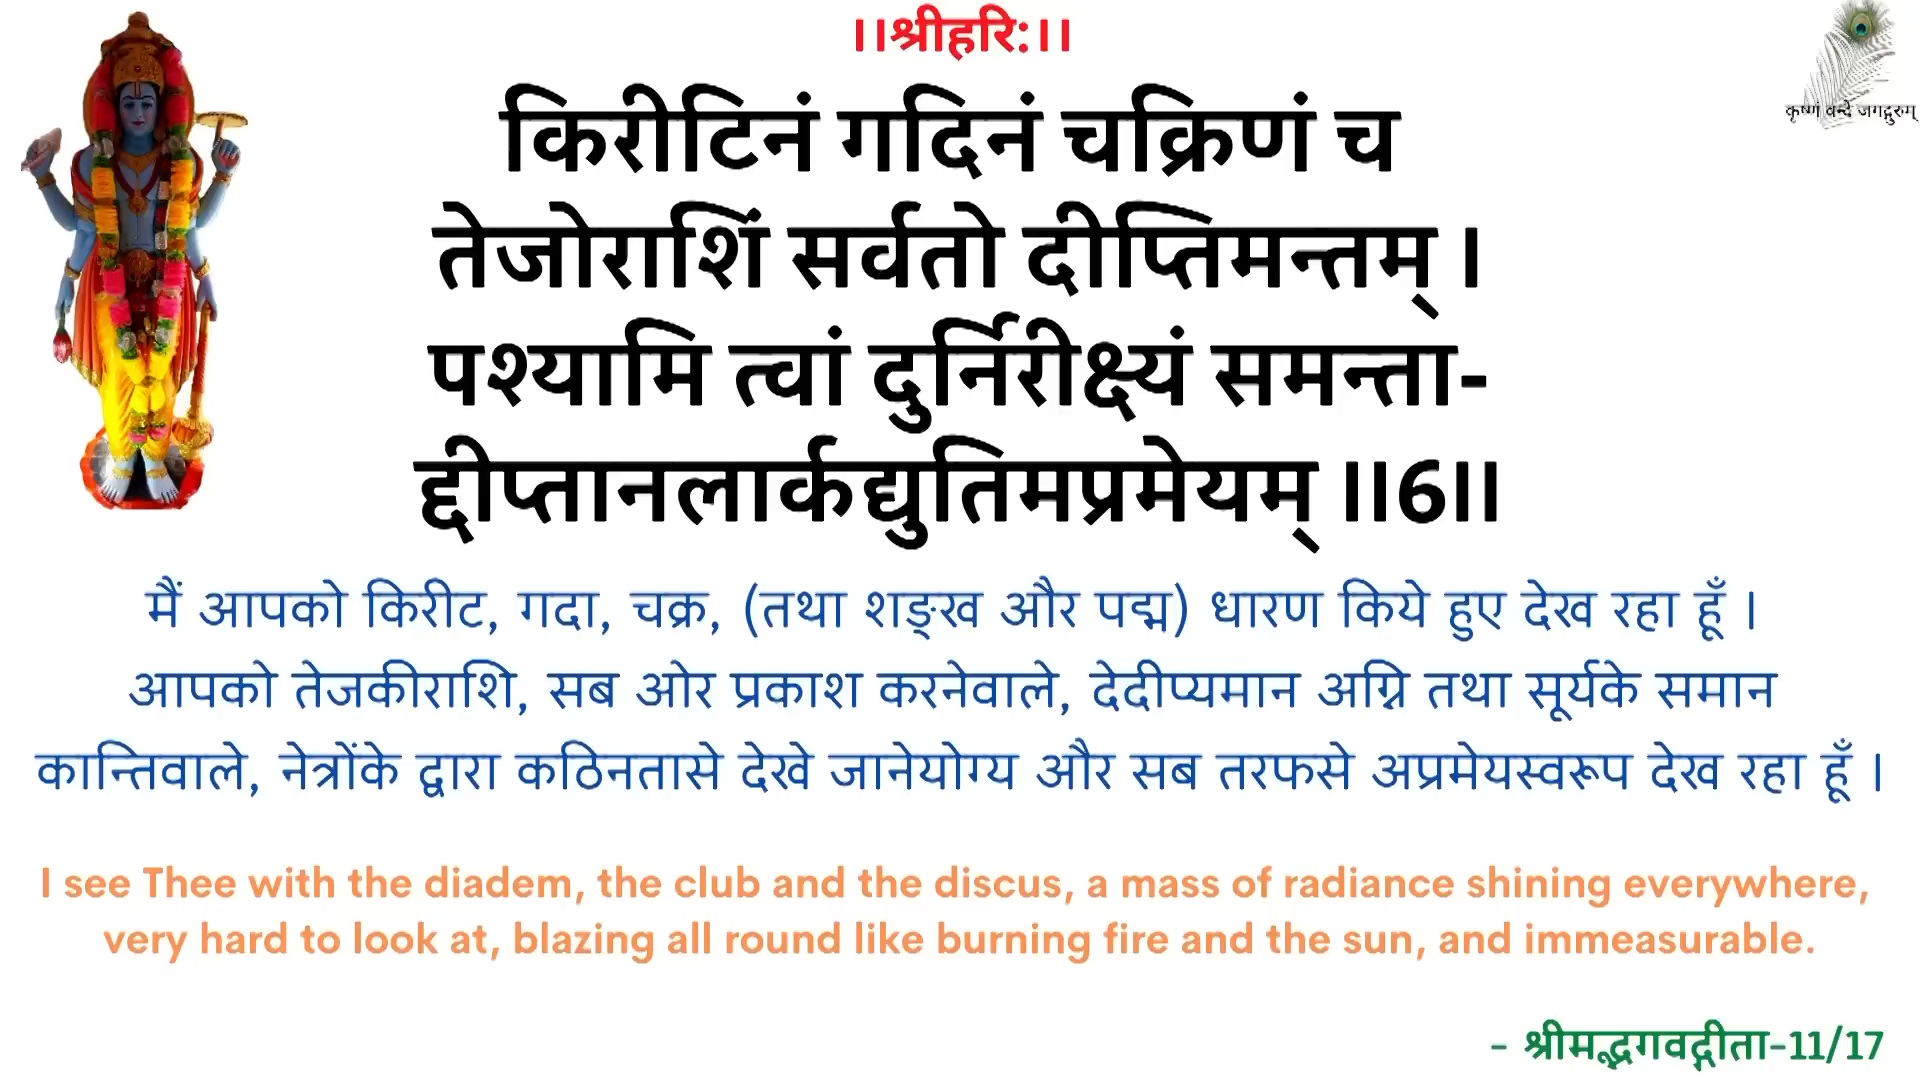 ।।श्रीहरि:।।
कृष्णं वन्दे जगद्गुरुम्
किरीटिनं गदिनं चक्रिणं च
तेजोराशिं सर्वतो दीप्तिमन्तम् ।
पश्यामि त्वां दुर्निरीक्ष्यं समन्ता-
द्दीप्तानलार्कद्युतिमप्रमेयम् ।।6।।
मैं आपको किरीट, गदा, चक्र, (तथा शङ्ख और पद्म) धारण किये हुए देख रहा हूँ ।
आपको तेजकीराशि, सब ओर प्रकाश करनेवाले, देदीप्यमान अग्नि तथा सूर्यके समान
कान्तिवाले, नेत्रोंके द्वारा कठिनतासे देखे जानेयोग्य और सब तरफसे अप्रमेयस्वरूप देख रहा हूँ ।
I see Thee with the diadem, the club and the discus, a mass of radiance shining everywhere,
very hard to look at, blazing all round like burning fire and the sun, and immeasurable.
- श्रीमद्भगवद्गीता-11/17